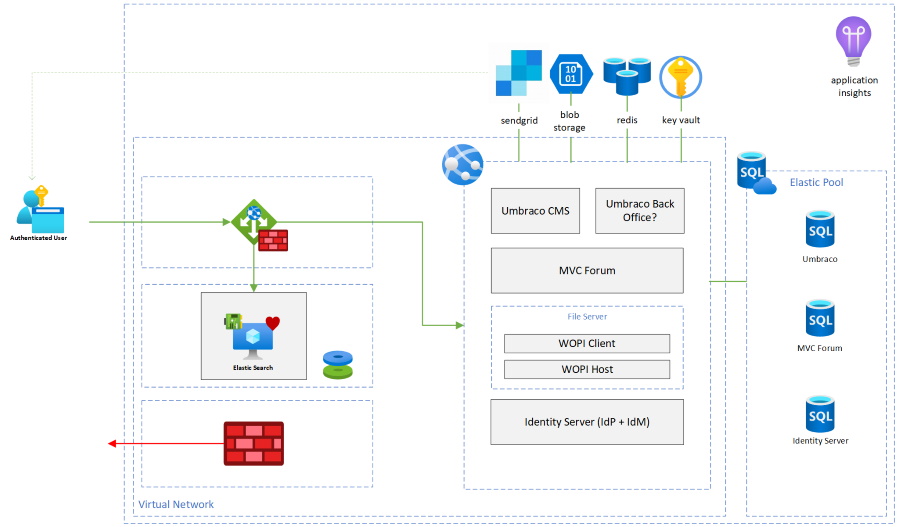 application
insights
sendgrid
blob
storage
redis
key vault
10
01
SQL
Elastic Pool
Authenticated User
Umbraco CMS
Umbraco Back
Office?
SQL
Umbraco
MVC Forum
File Server
WOPI Client
WOPI Host
SQL
MVC Forum
Elastic Search
Identity Server (IdP + IdM)
SQL
Identity Server
Virtual Network